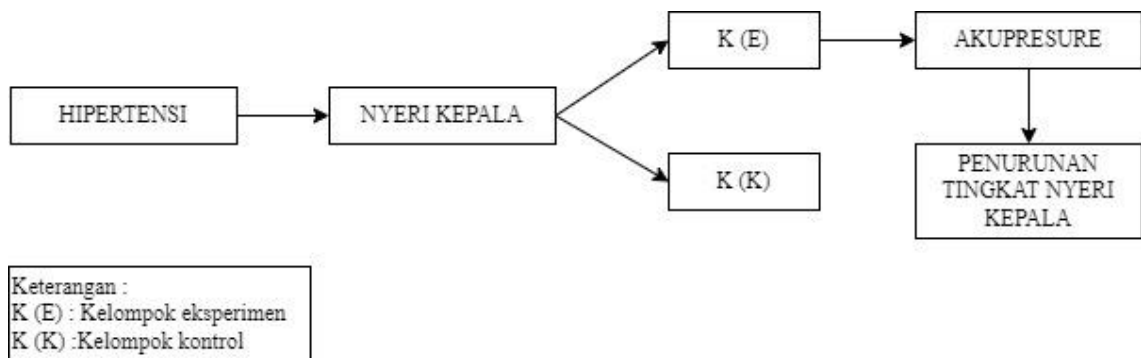 HIPERTENSI
NYERI KEPALA
K (E)
AKUPRESURE
K (K)
PENURUNAN
TINGKAT NYERI
KEPALA
Keterangan :
K (E) : Kelompok eksperimen
K (K) :Kelompok kontrol